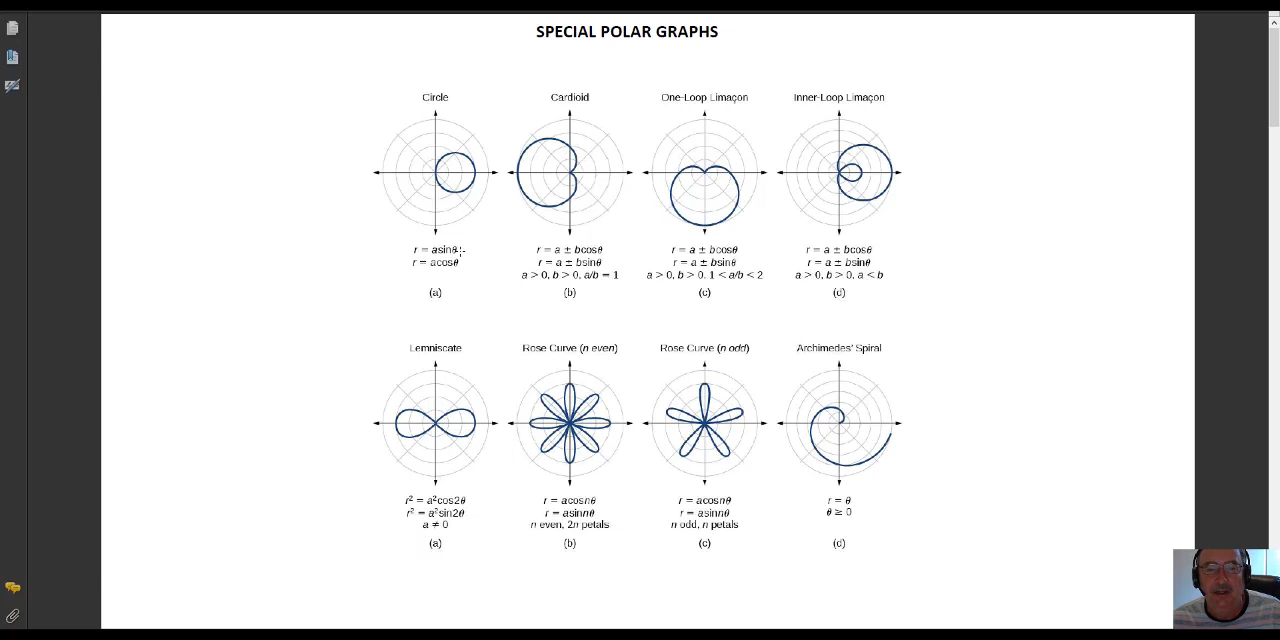 SPECIAL POLAR GRAPHS
Circle
r = asinθ
r = acosθ
(a)
Cardioid
r = a ± bcosθ
r = a ± bsinθ
a > 0, b > 0, a/b = 1
(b)
One-Loop Limaçon
r = a ± bcosθ
r = a ± bsinθ
a > 0, b > 0, 1 < a/b < 2
(c)
Inner-Loop Limaçon
r = a ± bcosθ
r = a ± bsinθ
a > 0, b > 0, a < b
(d)
Lemniscate
r² = a²cos2θ
r² = a²sin2θ
a ≠ 0
(a)
Rose Curve (n even)
r = acosnθ
r = asinnθ
n even, 2n petals
(b)
Rose Curve (n odd)
r = acosnθ
r = asinnθ
n odd, n petals
(c)
Archimedes' Spiral
r = θ
θ ≥ 0
(d)